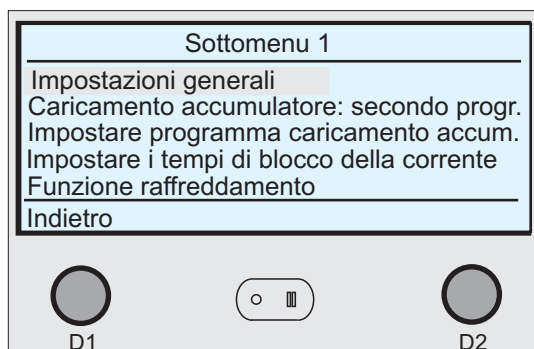 Sottomenu 1
Impostazioni generali
Caricamento accumulatore: secondo progr.
Impostare programma caricamento accum.
Impostare i tempi di blocco della corrente
Funzione raffreddamento
Indietro
D1 D2